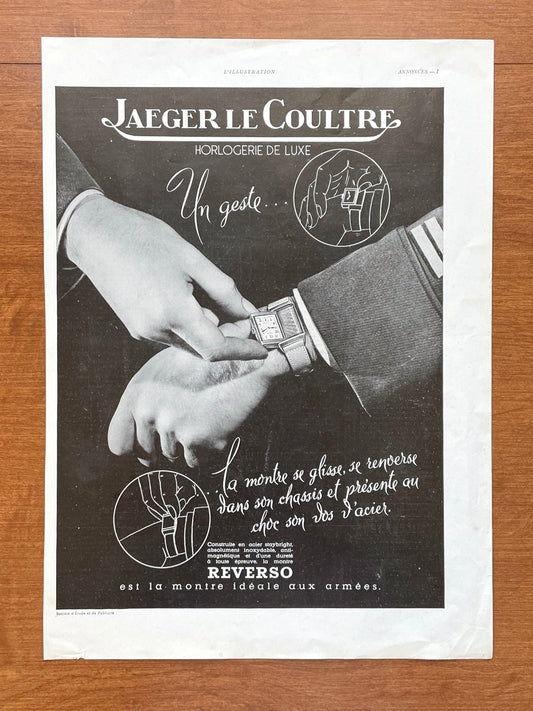 L'ILLUSTRATION
ANNONCES — 1
JAEGER LE COULTRE
HORLOGERIE DE LUXE
Un geste...
la montre se glisse, se renverse
dans son chassis et présente au
choc son dos d'acier.
Construite en acier staybright,
absolument inoxydable, anti-
magnétique et d'une dureté
à toute épreuve, la montre
REVERSO
est la montre idéale aux armées.